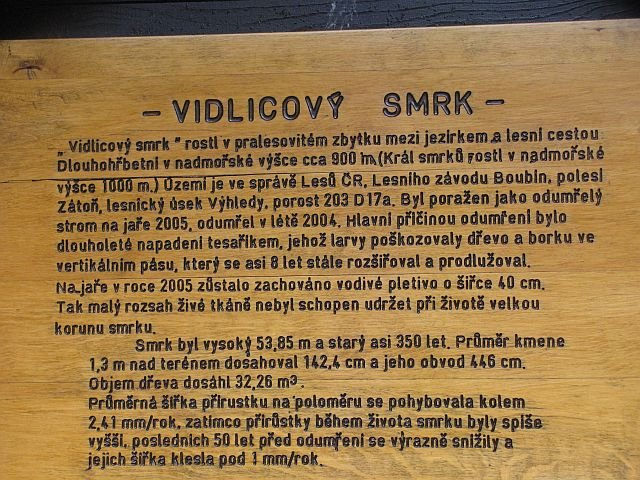 – VIDLICOVÝ SMRK –
„Vidlicový smrk“ rostl v pralesovitém zbytku mezi jezírkem a lesní cestou
Dlouhohřbetní v nadmořské výšce cca 900 m. (Král smrků rostl v nadmořské
výšce 1000 m.) Území je ve správě Lesů ČR, Lesního závodu Boubín, polesí
Zátoň, lesnický úsek Výhledy, porost 203 D17a. Byl poražen jako odumřelý
strom na jaře 2005, odumřel v létě 2004. Hlavní příčinou odumření bylo
dlouholeté napadení tesaříkem, jehož larvy poškozovaly dřevo a borku ve
vertikálním pásu, který se asi 8 let stále rozšiřoval a prodlužoval.
Na jaře v roce 2005 zůstalo zachováno vodivé pletivo o šířce 40 cm.
Tak malý rozsah živé tkáně nebyl schopen udržet při životě velkou
korunu smrku.
Smrk byl vysoký 53,85 m a starý asi 350 let. Průměr kmene
1,3 m nad terénem dosahoval 142,4 cm a jeho obvod 446 cm.
Objem dřeva dosáhl 32,26 m³.
Průměrná šířka přírustku na poloměru se pohybovala kolem
2,41 mm/rok, zatímco přírůstky během života smrku byly spíše
vyšší, posledních 50 let před odumření se výrazně snížily a
jejich šířka klesla pod 1 mm/rok.